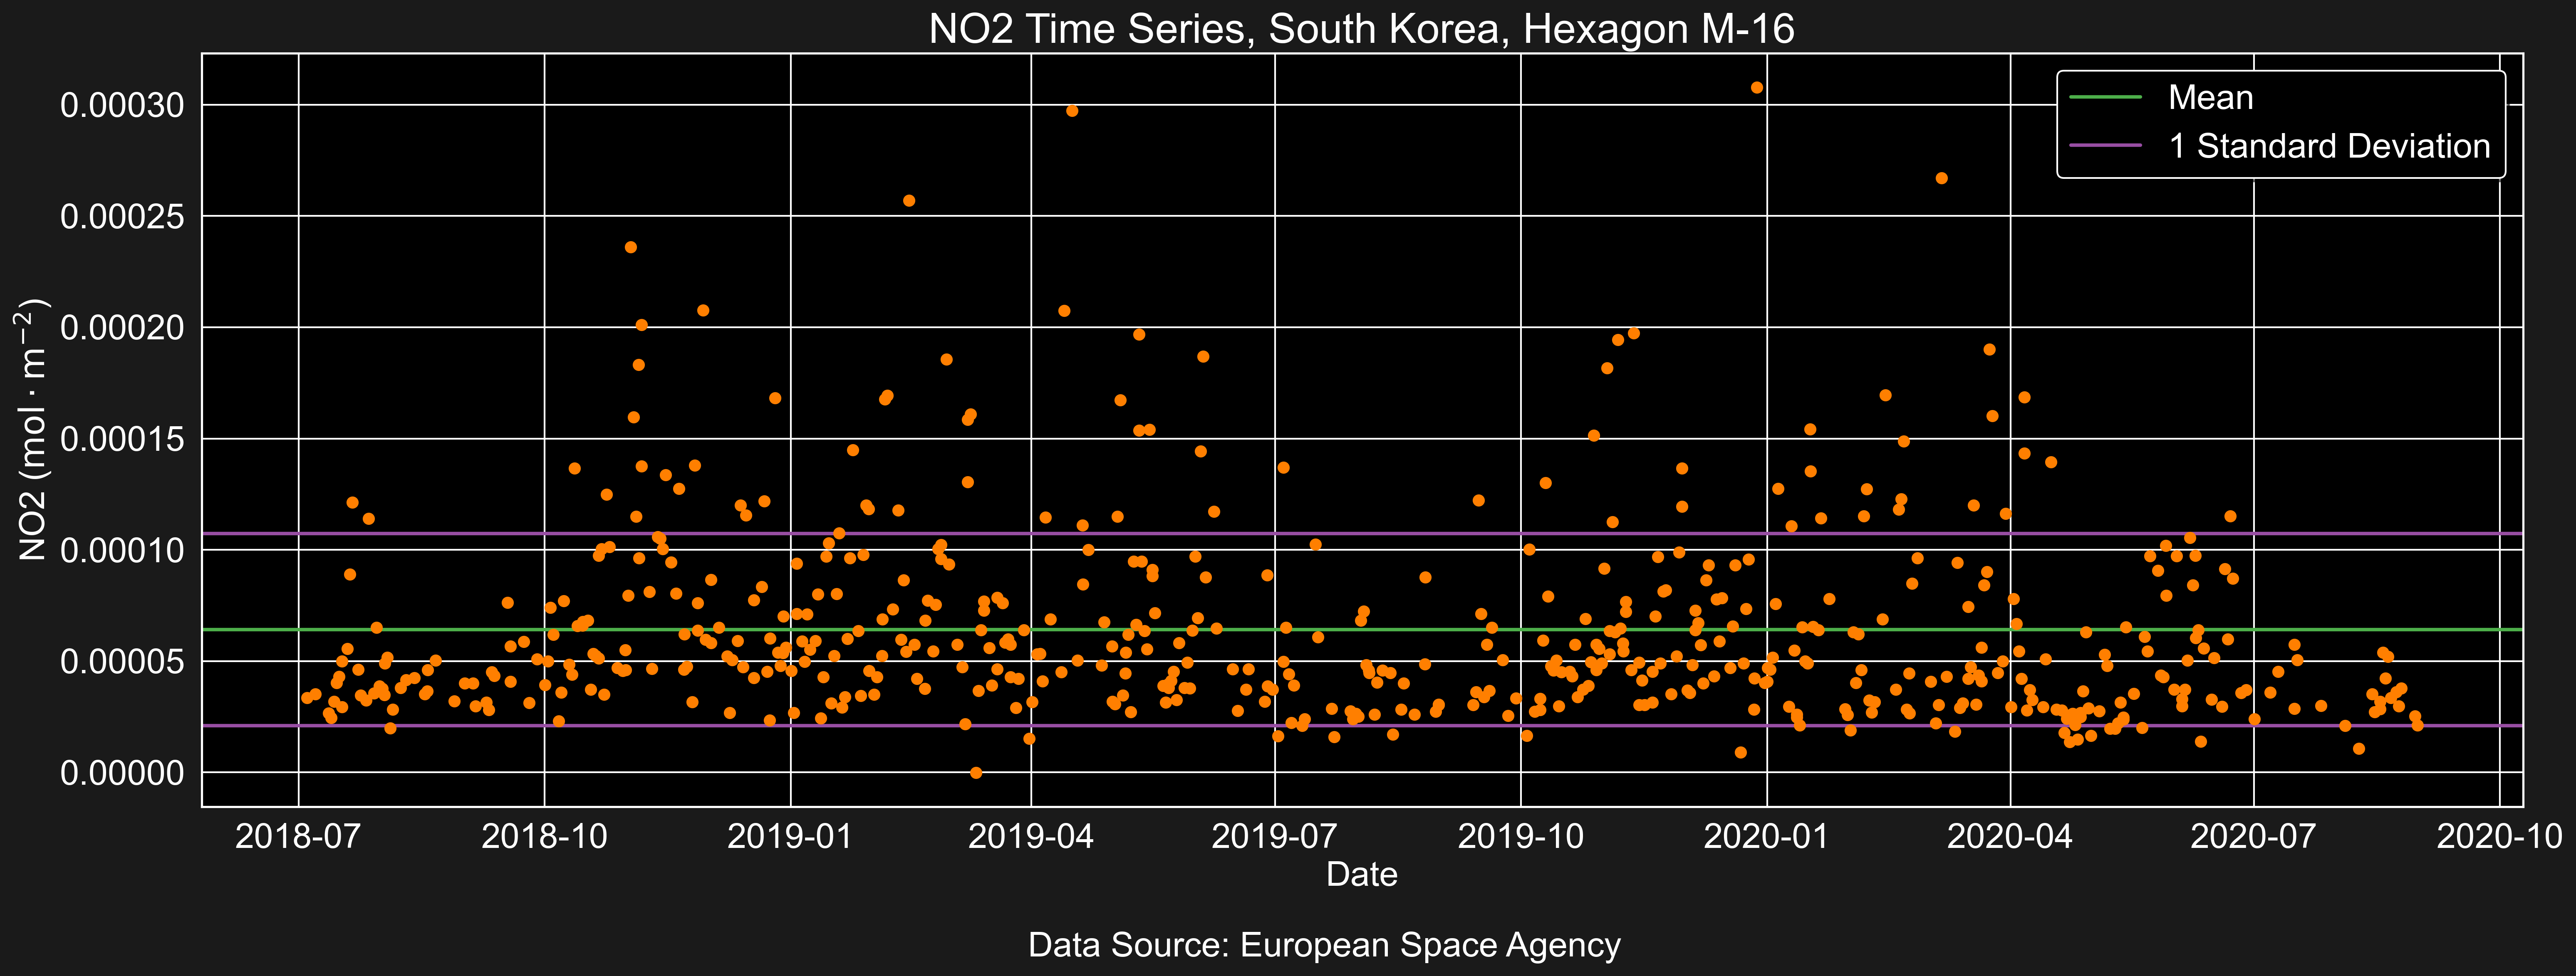 NO2 Time Series, South Korea, Hexagon M-16
Mean
1 Standard Deviation
NO2 (mol · m⁻²)
0.00030
0.00025
0.00020
0.00015
0.00010
0.00005
0.00000
2018-07 2018-10 2019-01 2019-04 2019-07 2019-10 2020-01 2020-04 2020-07 2020-10
Date
Data Source: European Space Agency